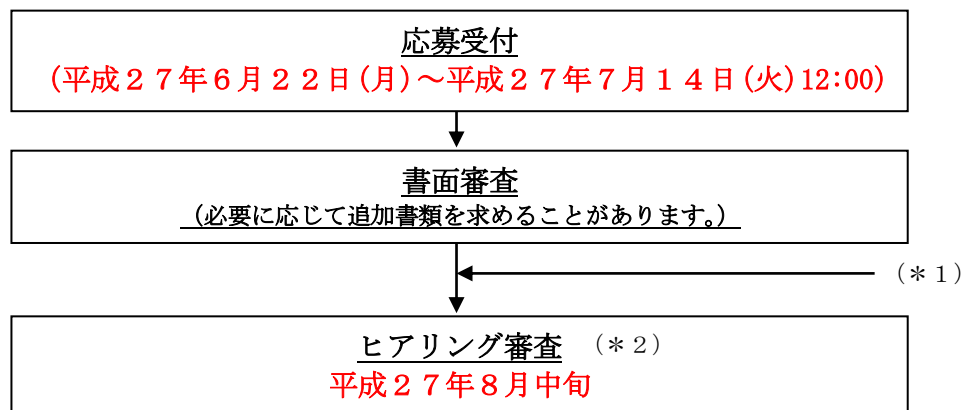 応募受付
(平成２７年６月２２日(月)～平成２７年７月１４日(火)12:00)
書面審査
（必要に応じて追加書類を求めることがあります。）
（＊１）
ヒアリング審査　（＊２）
平成２７年８月中旬